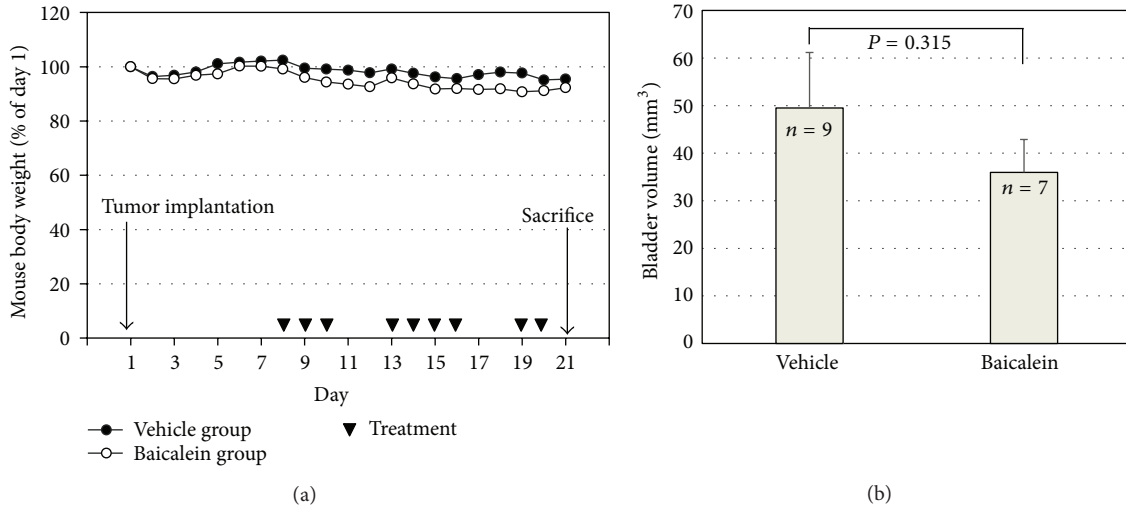 Mouse body weight (% of day 1)
120
100
80
60
40
20
0
Tumor implantation
Sacrifice
1 3 5 7 9 11 13 15 17 19 21
Day
Vehicle group
Baicalein group
Treatment
(a)
Bladder volume (mm³)
70
60
50
40
30
20
10
0
P = 0.315
n = 9
n = 7
Vehicle
Baicalein
(b)